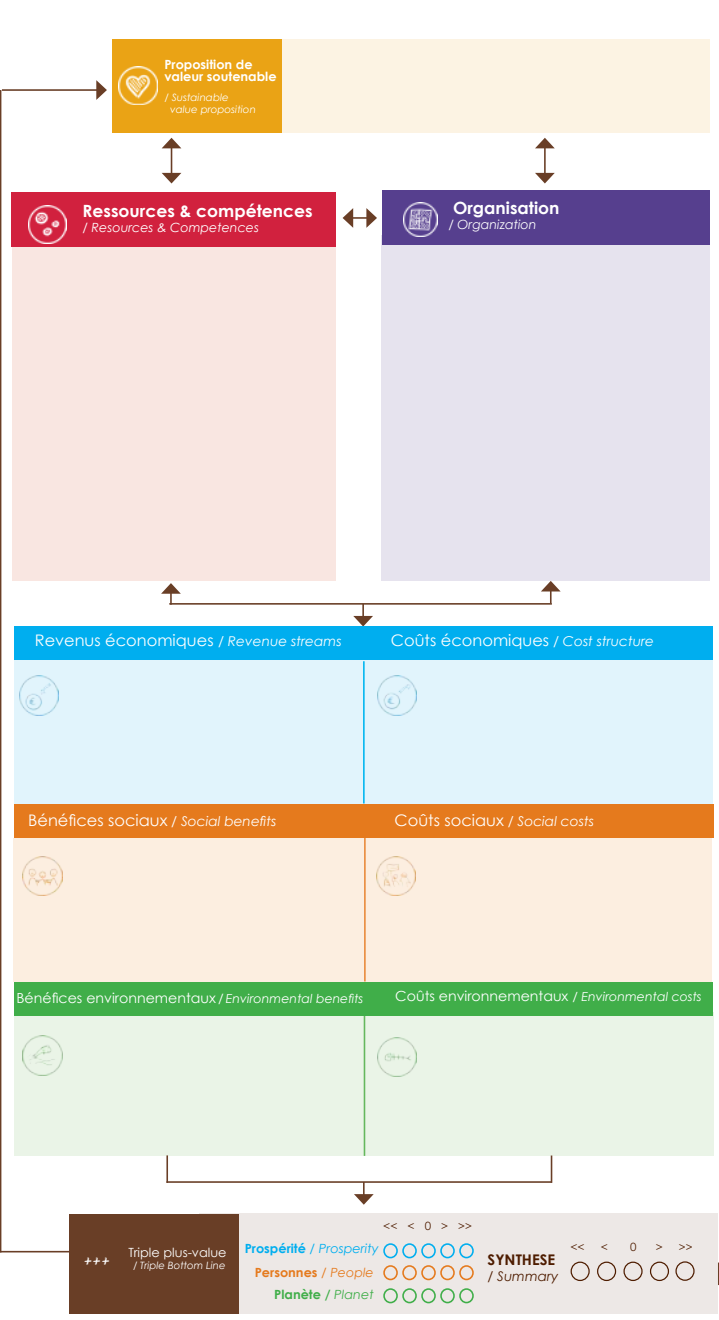 Proposition de
valeur soutenable
/ Sustainable
value proposition
Ressources & compétences
/ Resources & Competences
Organisation
/ Organization
Revenus économiques / Revenue streams
Coûts économiques / Cost structure
Bénéfices sociaux / Social benefits
Coûts sociaux / Social costs
Bénéfices environnementaux / Environmental benefits
Coûts environnementaux / Environmental costs
+++
Triple plus-value
/ Triple Bottom Line
<< < 0 > >>
Prospérité / Prosperity
Personnes / People
Planète / Planet
SYNTHESE
/ Summary
<< < 0 > >>